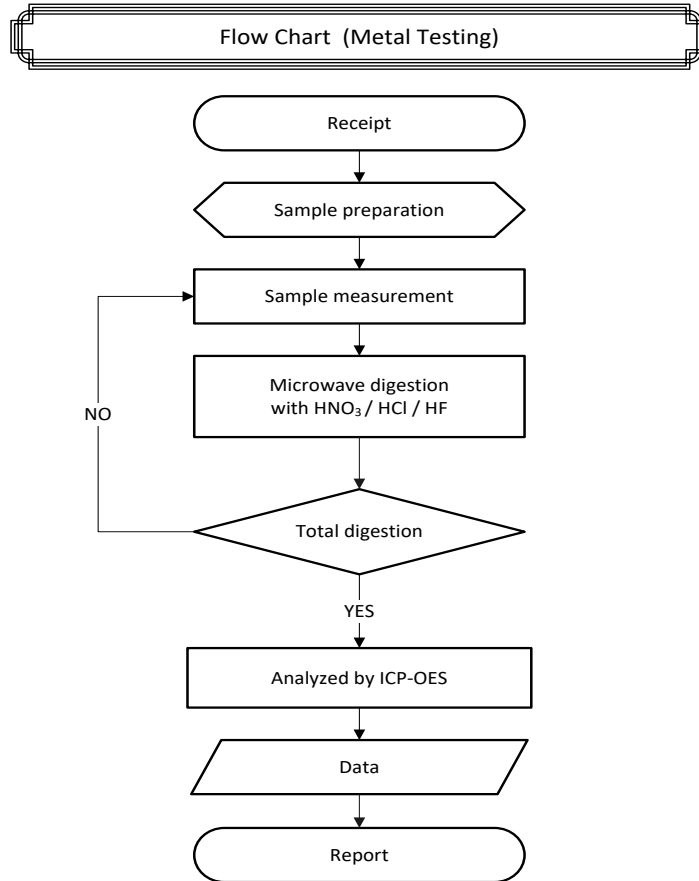 Flow Chart (Metal Testing)
Receipt
Sample preparation
Sample measurement
Microwave digestion
with HNO₃ / HCl / HF
NO
Total digestion
YES
Analyzed by ICP-OES
Data
Report